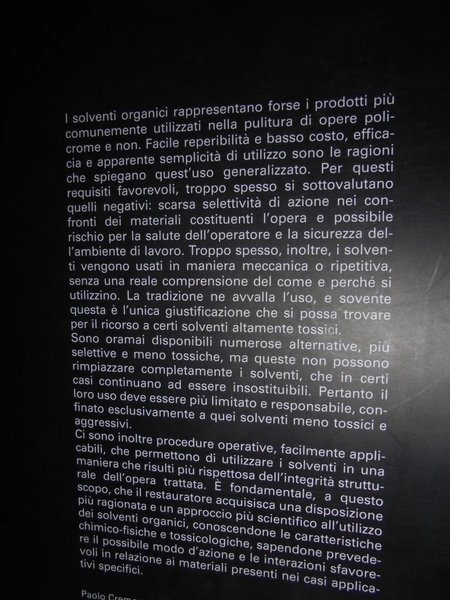 I solventi organici rappresentano forse i prodotti più
comunemente utilizzati nella pulitura di opere poli-
crome e non. Facile reperibilità e basso costo, effica-
cia e apparente semplicità di utilizzo sono le ragioni
che spiegano quest'uso generalizzato. Per questi
requisiti favorevoli, troppo spesso si sottovalutano
quelli negativi: scarsa selettività di azione nei con-
fronti dei materiali costituenti l'opera e possibile
rischio per la salute dell'operatore e la sicurezza del-
l'ambiente di lavoro. Troppo spesso, inoltre, i solven-
ti vengono usati in maniera meccanica o ripetitiva,
senza una reale comprensione del come e perché si
utilizzino. La tradizione ne avvalla l'uso, e sovente
questa è l'unica giustificazione che si possa trovare
per il ricorso a certi solventi altamente tossici.
Sono oramai disponibili numerose alternative, più
selettive e meno tossiche, ma queste non possono
rimpiazzare completamente i solventi, che in certi
casi continuano ad essere insostituibili. Pertanto il
loro uso deve essere più limitato e responsabile, con-
finato esclusivamente a quei solventi meno tossici e
aggressivi.
Ci sono inoltre procedure operative, facilmente appli-
cabili, che permettono di utilizzare i solventi in una
maniera che risulti più rispettosa dell'integrità struttu-
rale dell'opera trattata. È fondamentale, a questo
scopo, che il restauratore acquisisca una disposizione
più ragionata e un approccio più scientifico all'utilizzo
dei solventi organici, conoscendone le caratteristiche
chimico-fisiche e tossicologiche, sapendone prevede-
re il possibile modo d'azione e le interazioni sfavore-
voli in relazione ai materiali presenti nei casi applica-
tivi specifici.
Paolo